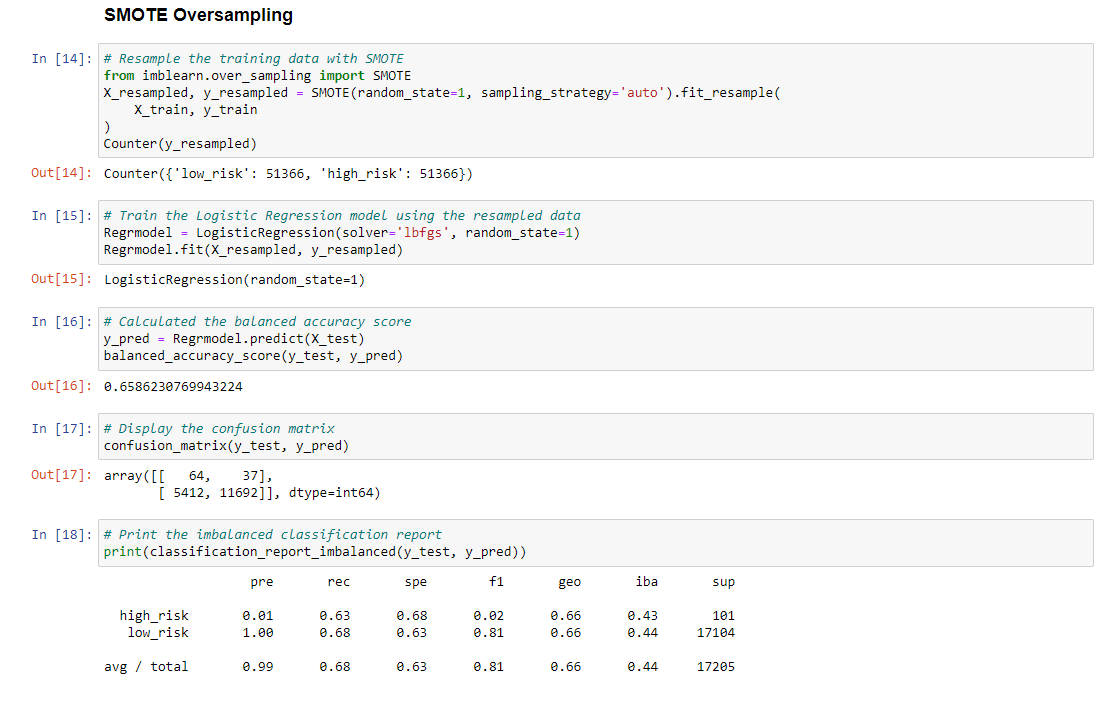 SMOTE Oversampling
In [14]: # Resample the training data with SMOTE
from imblearn.over_sampling import SMOTE
X_resampled, y_resampled = SMOTE(random_state=1, sampling_strategy='auto').fit_resample(
    X_train, y_train
)
Counter(y_resampled)
Out[14]: Counter({'low_risk': 51366, 'high_risk': 51366})
In [15]: # Train the Logistic Regression model using the resampled data
Regrmodel = LogisticRegression(solver='lbfgs', random_state=1)
Regrmodel.fit(X_resampled, y_resampled)
Out[15]: LogisticRegression(random_state=1)
In [16]: # Calculated the balanced accuracy score
y_pred = Regrmodel.predict(X_test)
balanced_accuracy_score(y_test, y_pred)
Out[16]: 0.6586230769943224
In [17]: # Display the confusion matrix
confusion_matrix(y_test, y_pred)
Out[17]: array([[   64,    37],
       [ 5412, 11692]], dtype=int64)
In [18]: # Print the imbalanced classification report
print(classification_report_imbalanced(y_test, y_pred))
                   pre       rec       spe        f1       geo       iba       sup
  high_risk       0.01      0.63      0.68      0.02      0.66      0.43       101
   low_risk       1.00      0.68      0.63      0.81      0.66      0.44     17104
avg / total       0.99      0.68      0.63      0.81      0.66      0.44     17205